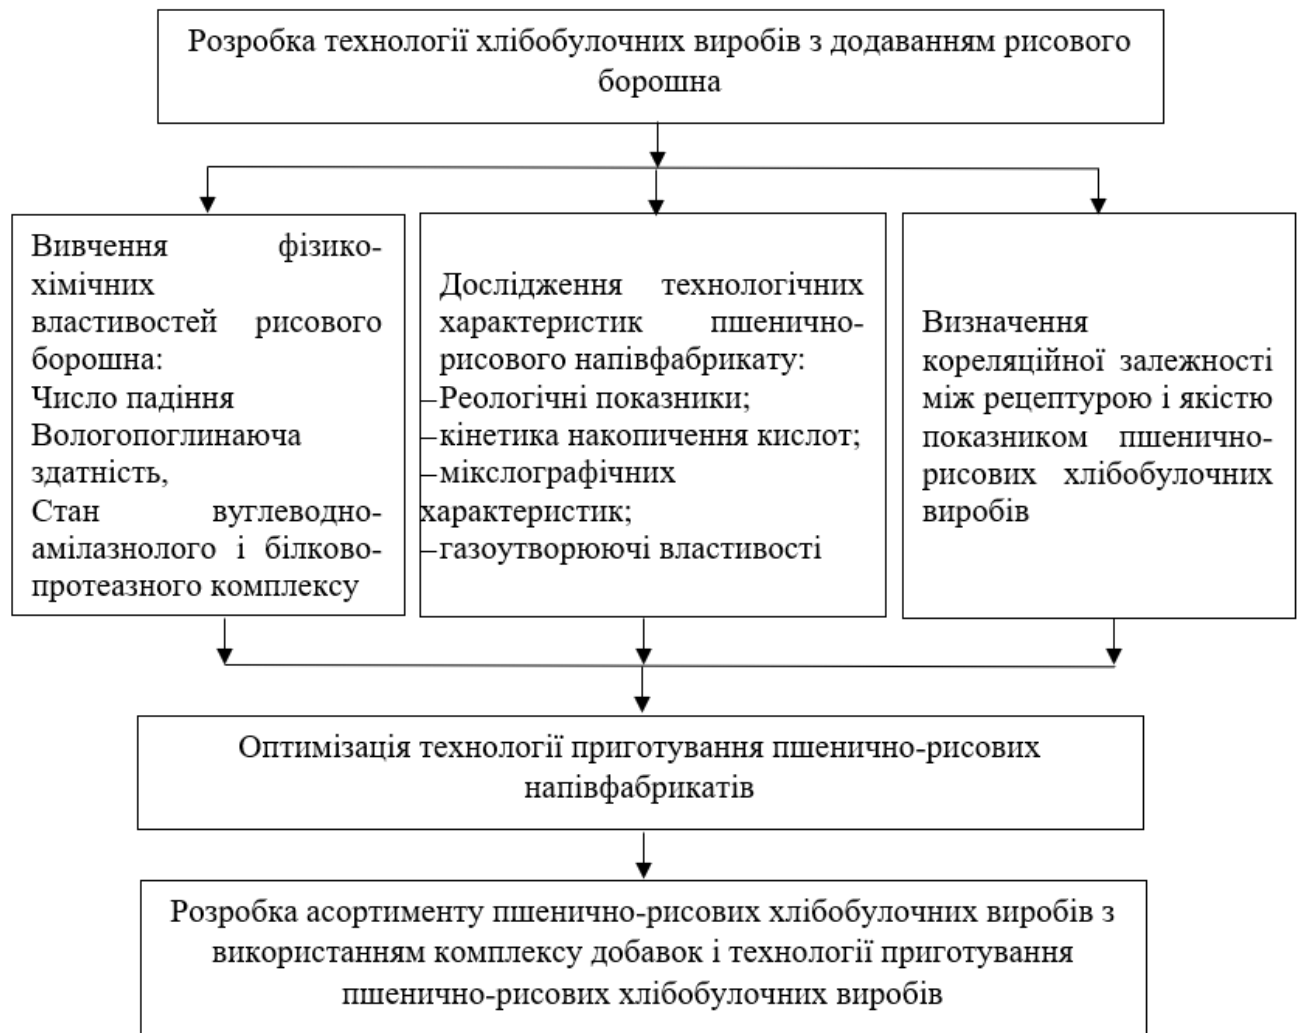 Розробка технології хлібобулочних виробів з додаванням рисового
борошна
Вивчення фізико-
хімічних
властивостей рисового
борошна:
Число падіння
Вологопоглинаюча
здатність,
Стан вуглеводно-
амілазнолого і білково-
протеазного комплексу
Дослідження технологічних
характеристик пшенично-
рисового напівфабрикату:
–Реологічні показники;
–кінетика накопичення кислот;
–мікслографічних
характеристик;
–газоутворюючі властивості
Визначення
кореляційної залежності
між рецептурою і якістю
показником пшенично-
рисових хлібобулочних
виробів
Оптимізація технології приготування пшенично-рисових
напівфабрикатів
Розробка асортименту пшенично-рисових хлібобулочних виробів з
використанням комплексу добавок і технології приготування
пшенично-рисових хлібобулочних виробів